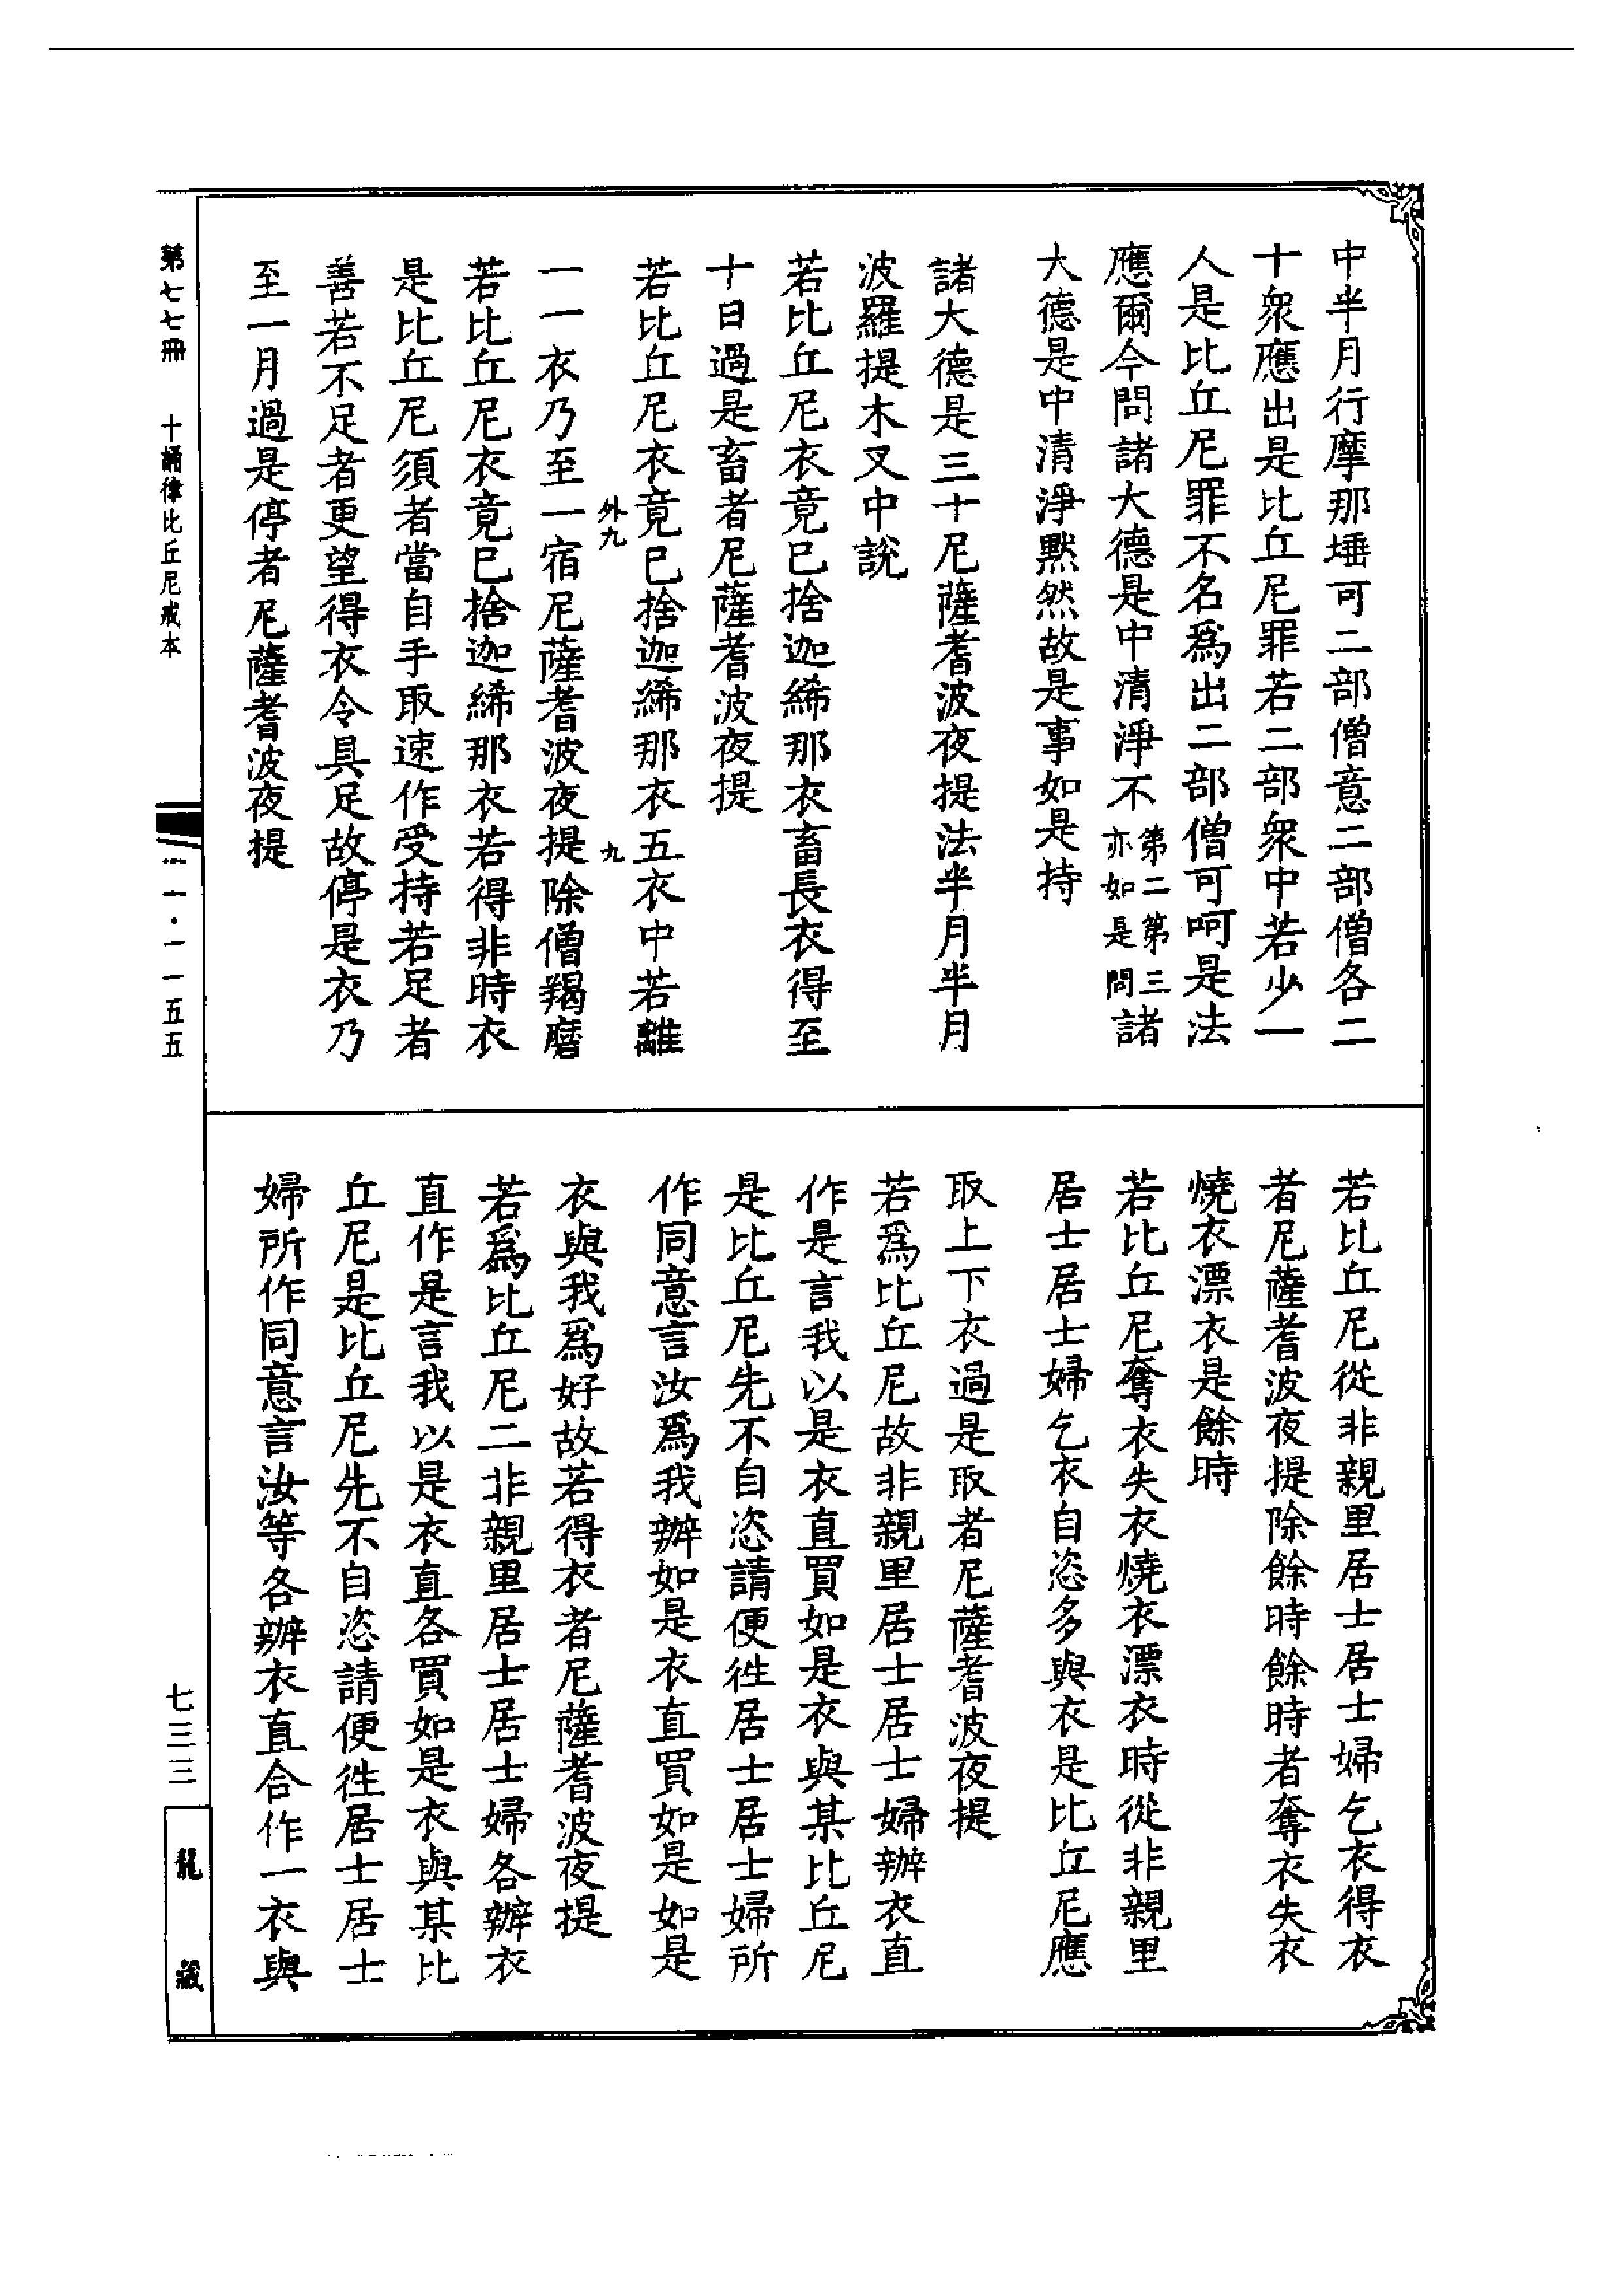 中半月行摩那埵可二部僧意二部僧各二
十衆應出是比丘尼罪若二部衆中若少一
人是比丘尼罪不名爲出二部僧可呵是法
應爾今問諸大德是中清淨不第二第三亦如是問諸
大德是中清淨默然故是事如是持
諸大德是三十尼薩耆波夜提法半月半月
波羅提木叉中說
若比丘尼衣竟已捨迦絺那衣畜長衣得至
十日過是畜者尼薩耆波夜提
若比丘尼衣竟已捨迦絺那衣五衣中若離
外九 九
一一衣乃至一宿尼薩耆波夜提除僧羯磨
若比丘尼衣竟已捨迦絺那衣若得非時衣
是比丘尼須者當自手取速作受持若足者
善若不足者更望得衣令具足故停是衣乃
至一月過是停者尼薩耆波夜提
若比丘尼從非親里居士居士婦乞衣得衣
者尼薩耆波夜提除餘時餘時者奪衣失衣
燒衣漂衣是餘時
若比丘尼奪衣失衣燒衣漂衣時從非親里
居士居士婦乞衣自恣多與衣是比丘尼應
取上下衣過是取者尼薩耆波夜提
若爲比丘尼故非親里居士居士婦辦衣直
作是言我以是衣直買如是衣與某比丘尼
是比丘尼先不自恣請便徃居士居士婦所
作同意言汝爲我辦如是衣直買如是如是
衣與我爲好故若得衣者尼薩耆波夜提
若爲比丘尼二非親里居士居士婦各辦衣
直作是言我以是衣直各買如是衣與某比
丘尼是比丘尼先不自恣請便徃居士居士
婦所作同意言汝等各辦衣直合作一衣與
第七七冊 十誦律比丘尼戒本
一一·一一五五
七三三
龍藏